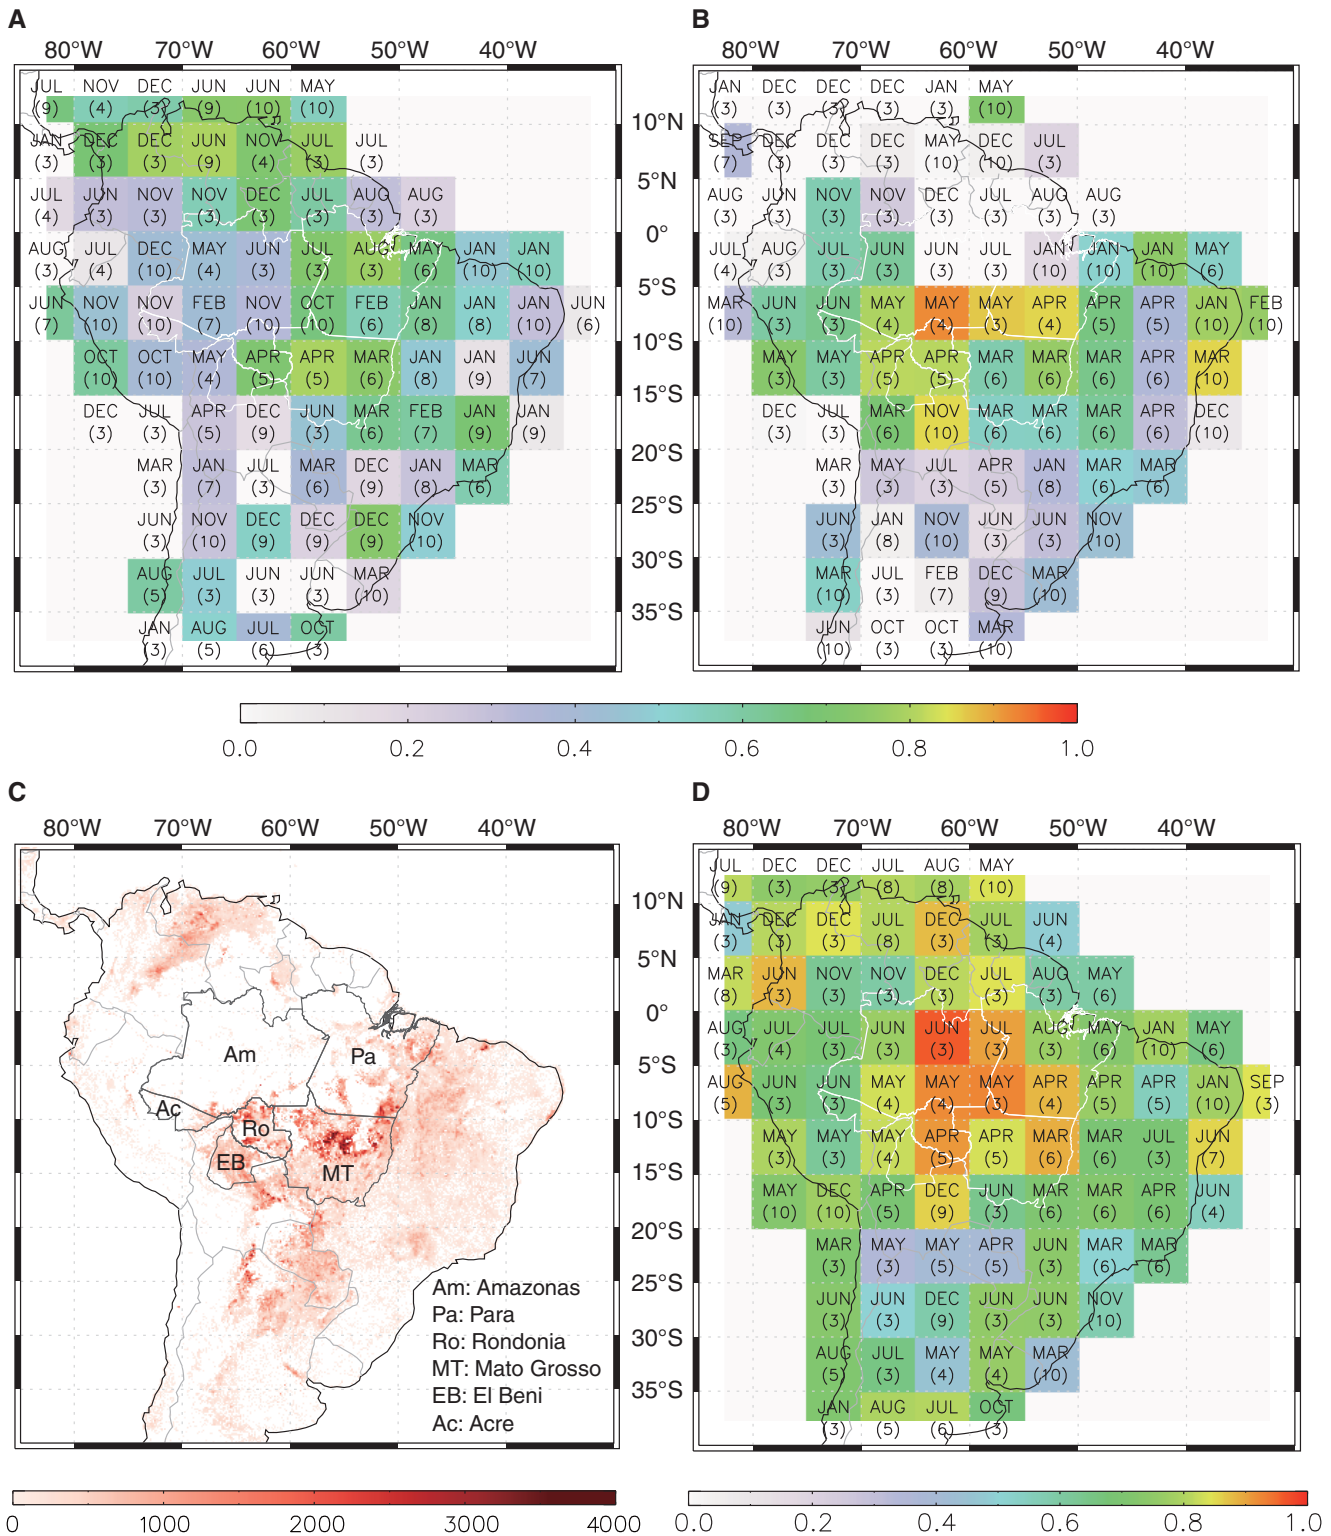 A
80°W 70°W 60°W 50°W 40°W
JUL NOV DEC JUN JUN MAY
(9) (4) (3) (9) (10) (10)
JAN DEC DEC JUN NOV JUL JUL
(3) (3) (3) (9) (4) (3) (3)
JUL JUN NOV NOV DEC JUL AUG AUG
(4) (3) (3) (3) (3) (3) (3) (3)
AUG JUL DEC MAY JUN JUL AUG MAY JAN JAN
(3) (4) (10) (4) (3) (3) (3) (6) (10) (10)
JUN NOV NOV FEB NOV OCT FEB JAN JAN JAN JUN
(7) (10) (10) (7) (10) (10) (6) (8) (8) (10) (6)
OCT OCT MAY APR APR MAR JAN JAN JUN
(10) (10) (4) (5) (5) (6) (8) (9) (7)
DEC JUL APR DEC JUN MAR FEB JAN JAN
(3) (3) (5) (9) (3) (6) (7) (9) (9)
MAR JAN JUL MAR DEC JAN MAR
(3) (7) (3) (6) (9) (8) (6)
JUN NOV DEC DEC DEC NOV
(3) (10) (9) (9) (9) (10)
AUG JUL JUN JUN MAR
(5) (3) (3) (3) (10)
JAN AUG JUL OCT
(3) (5) (6) (3)
10°N
5°N
0°
5°S
10°S
15°S
20°S
25°S
30°S
35°S
B
80°W 70°W 60°W 50°W 40°W
JAN DEC DEC DEC JAN MAY
(3) (3) (3) (3) (3) (10)
SEP DEC DEC DEC MAY DEC JUL
(7) (3) (3) (3) (10) (10) (3)
AUG JUN NOV NOV DEC JUL AUG AUG
(3) (3) (3) (3) (3) (3) (3) (3)
JUL AUG JUL JUN JUN JUL JAN JAN JAN MAY
(4) (3) (3) (3) (3) (3) (10) (10) (10) (6)
MAR JUN JUN MAY MAY MAY APR APR APR JAN FEB
(10) (3) (3) (4) (4) (3) (4) (5) (5) (10) (10)
MAY MAY APR APR MAR MAR MAR APR MAR
(3) (3) (5) (5) (6) (6) (6) (6) (10)
DEC JUL MAR NOV MAR MAR MAR APR DEC
(3) (3) (6) (10) (6) (6) (6) (6) (10)
MAR MAY JUL APR JAN MAR MAR
(3) (3) (3) (5) (8) (6) (6)
JUN JAN NOV JUN JUN NOV
(3) (8) (10) (3) (3) (10)
MAR JUL FEB DEC MAR
(10) (3) (7) (9) (10)
JUN OCT OCT MAR
(10) (3) (3) (10)
0.0 0.2 0.4 0.6 0.8 1.0
C
80°W 70°W 60°W 50°W 40°W
Am
Pa
Ac
Ro
EB
MT
Am: Amazonas
Pa: Para
Ro: Rondonia
MT: Mato Grosso
EB: El Beni
Ac: Acre
10°N
5°N
0°
5°S
10°S
15°S
20°S
25°S
30°S
35°S
0 1000 2000 3000 4000
D
80°W 70°W 60°W 50°W 40°W
JUL DEC DEC JUL AUG MAY
(9) (3) (3) (8) (8) (10)
JAN DEC DEC JUL DEC JUL JUN
(3) (3) (3) (8) (3) (3) (4)
MAR JUN NOV NOV DEC JUL AUG MAY
(8) (3) (3) (3) (3) (3) (3) (6)
AUG JUL JUL JUN JUN JUL AUG MAY JAN MAY
(3) (4) (3) (3) (3) (3) (3) (6) (10) (6)
AUG JUN JUN MAY MAY MAY APR APR APR JAN SEP
(5) (3) (3) (4) (4) (3) (4) (5) (5) (10) (3)
MAY MAY MAY APR APR MAR MAR JUL JUN
(3) (3) (4) (5) (5) (6) (6) (3) (7)
MAY DEC APR DEC JUN MAR MAR APR JUN
(10) (10) (5) (9) (3) (6) (6) (6) (4)
MAR MAY MAY APR JUN MAR MAR
(3) (3) (5) (5) (3) (6) (6)
JUN JUN DEC JUN JUN NOV
(3) (3) (9) (3) (3) (10)
AUG JUL MAY MAY MAR
(5) (3) (4) (4) (10)
JAN AUG JUL OCT
(3) (5) (6) (3)
0.0 0.2 0.4 0.6 0.8 1.0